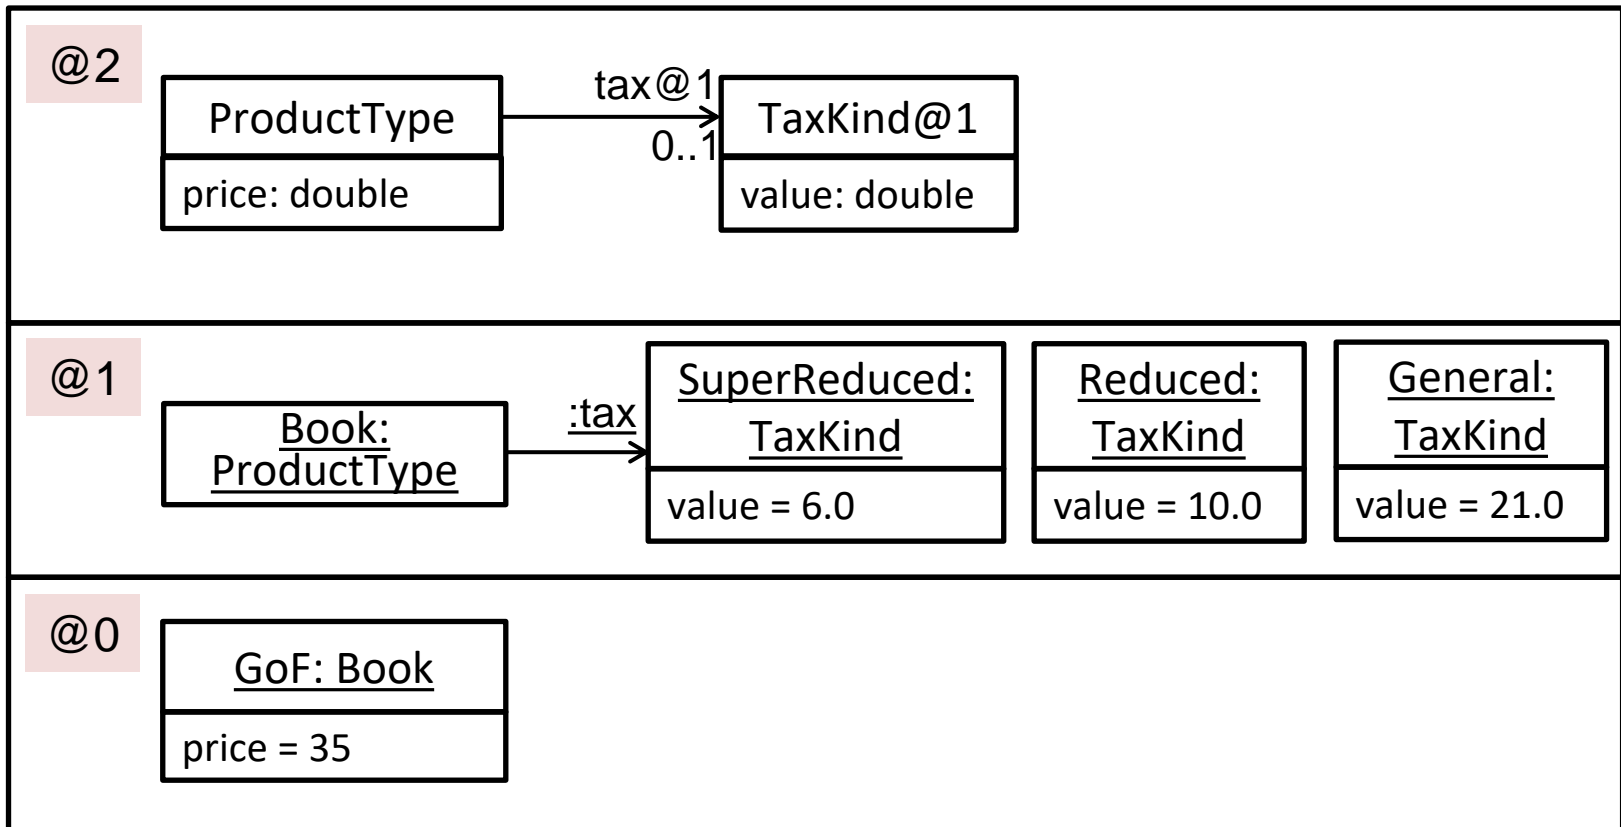 @2
ProductType
price: double
tax@1
0..1
TaxKind@1
value: double
@1
Book:
ProductType
:tax
SuperReduced:
TaxKind
value = 6.0
Reduced:
TaxKind
value = 10.0
General:
TaxKind
value = 21.0
@0
GoF: Book
price = 35